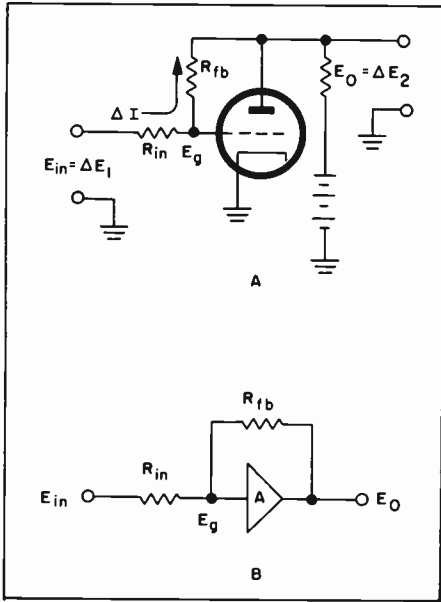 R_fb
E_O = ΔE_2
ΔI
R_in
E_g
E_in = ΔE_1
A
R_fb
R_in
E_in
A
E_O
E_g
B